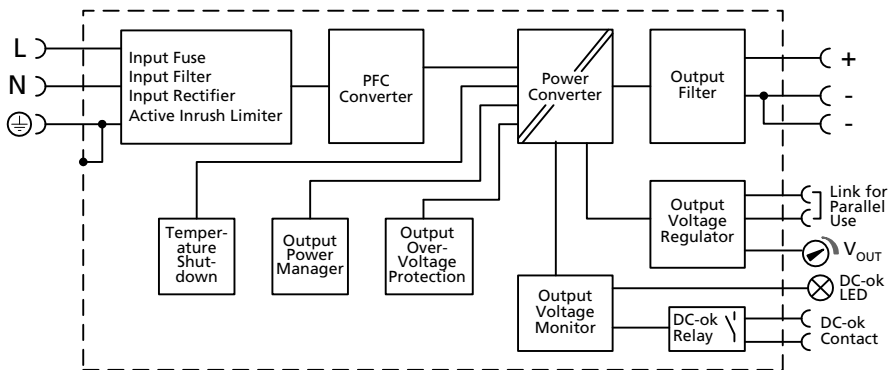 L
N
Input Fuse
Input Filter
Input Rectifier
Active Inrush Limiter
PFC
Converter
Power
Converter
Output
Filter
+
-
-
Temper-
ature
Shut-
down
Output
Power
Manager
Output
Over-
Voltage
Protection
Output
Voltage
Regulator
Link for
Parallel
Use
VOUT
Output
Voltage
Monitor
DC-ok
LED
DC-ok
Relay
DC-ok
Contact